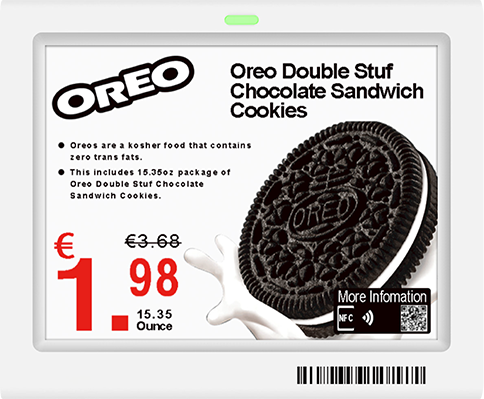 OREO
Oreo Double Stuf
Chocolate Sandwich
Cookies
Oreos are a kosher food that contains
zero trans fats.
This includes 15.35oz package of
Oreo Double Stuf Chocolate
Sandwich Cookies.
OREO
€3.68
€1.98
15.35
Ounce
More Infomation
NFC